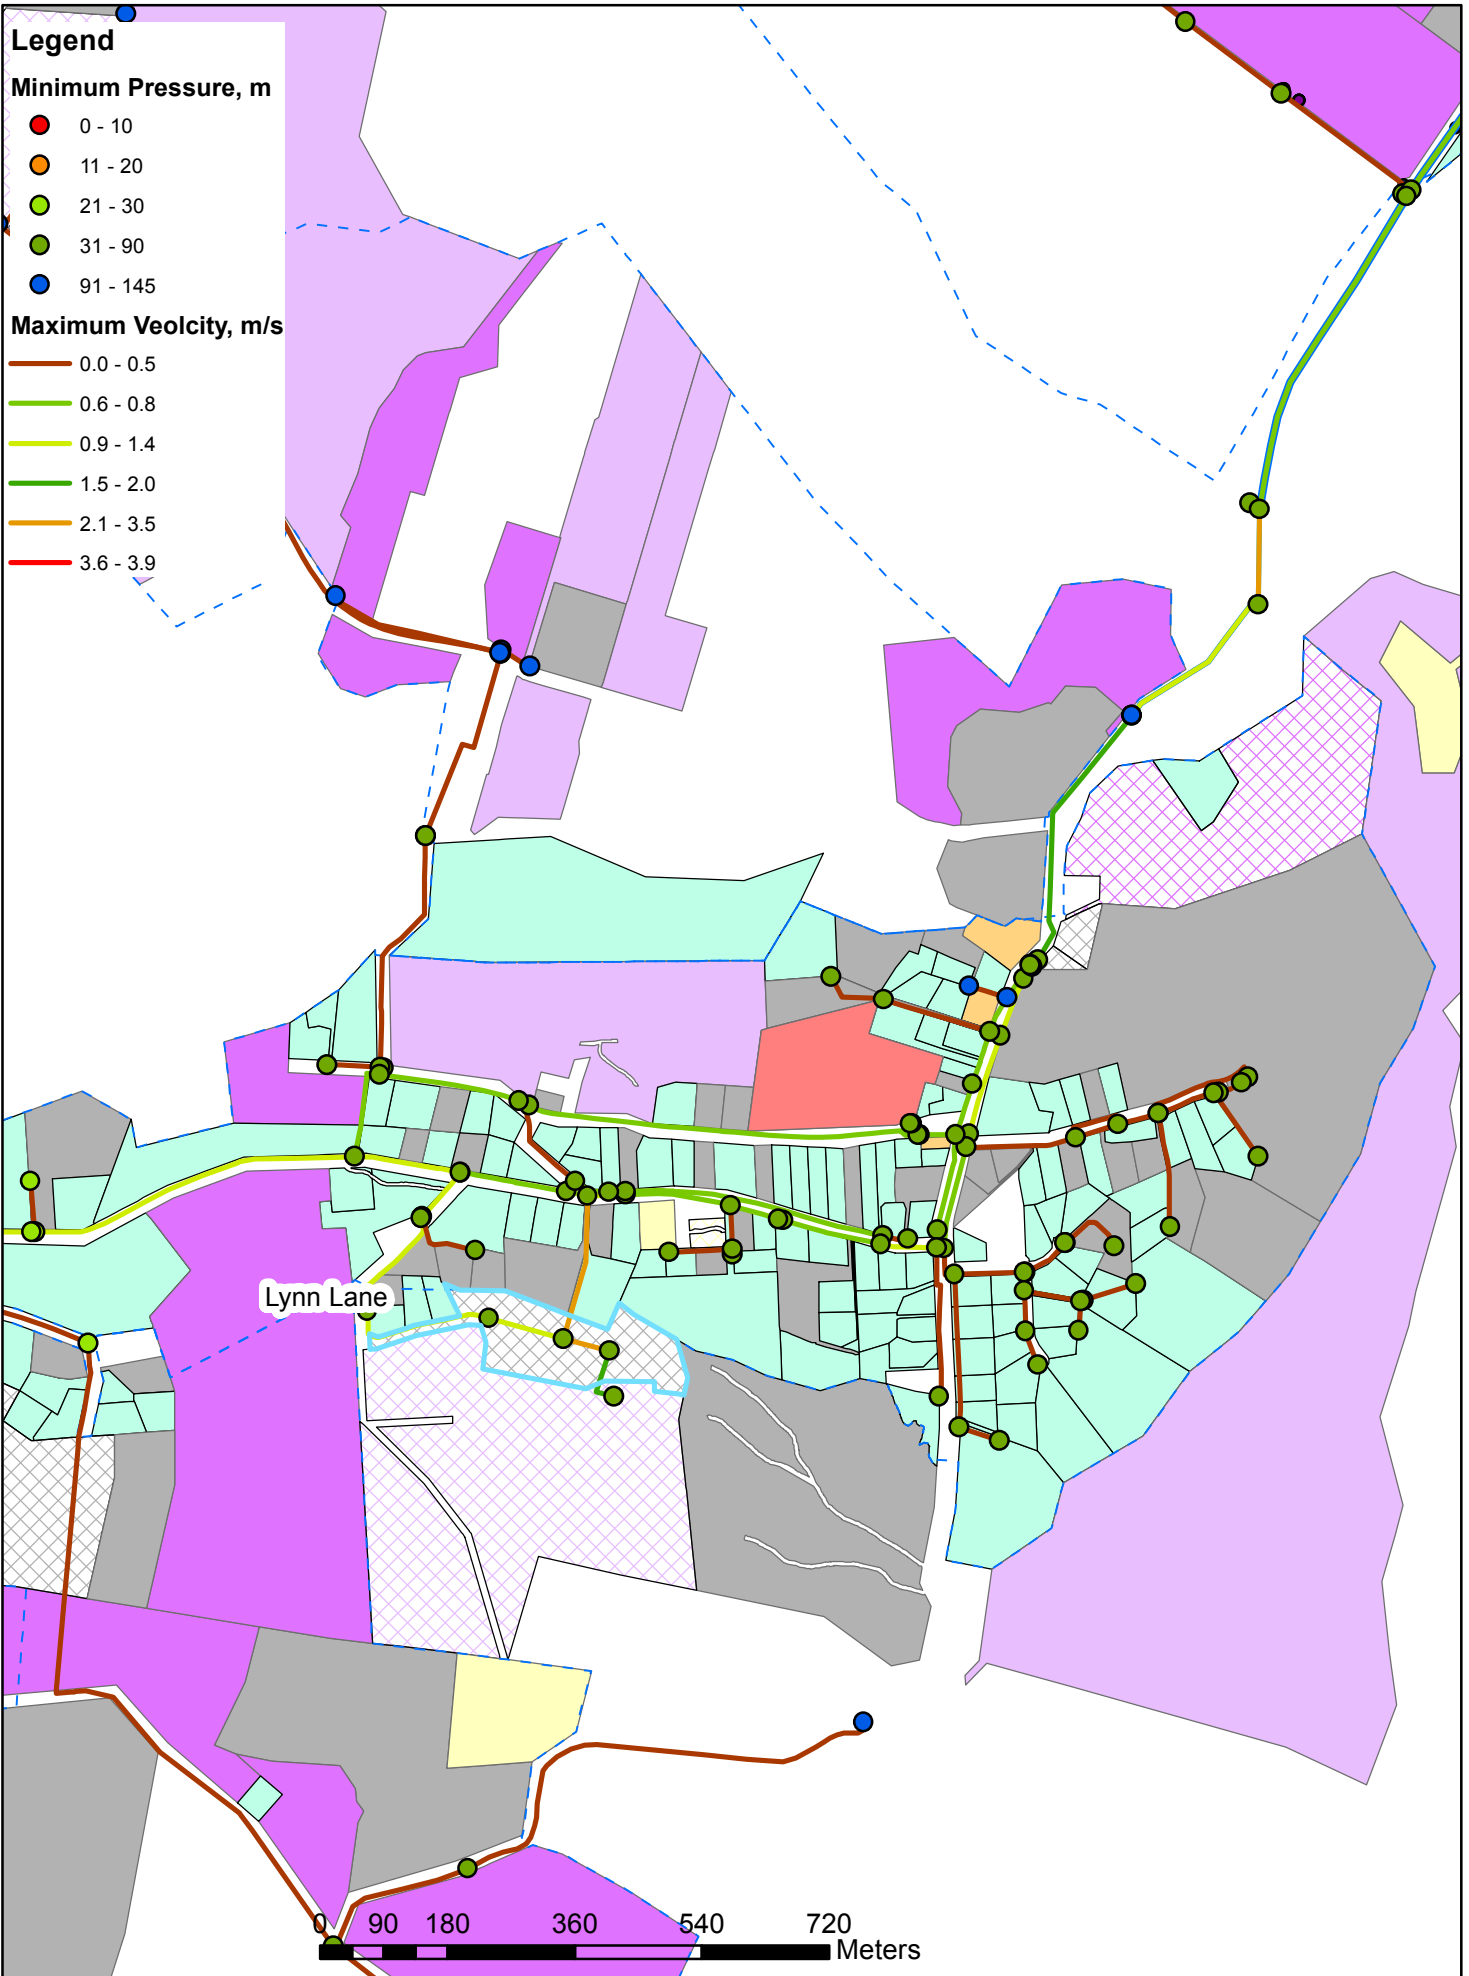 Legend
Minimum Pressure, m
0 - 10
11 - 20
21 - 30
31 - 90
91 - 145
Maximum Veolcity, m/s
0.0 - 0.5
0.6 - 0.8
0.9 - 1.4
1.5 - 2.0
2.1 - 3.5
3.6 - 3.9
Lynn Lane
0 90 180 360 540 720
Meters